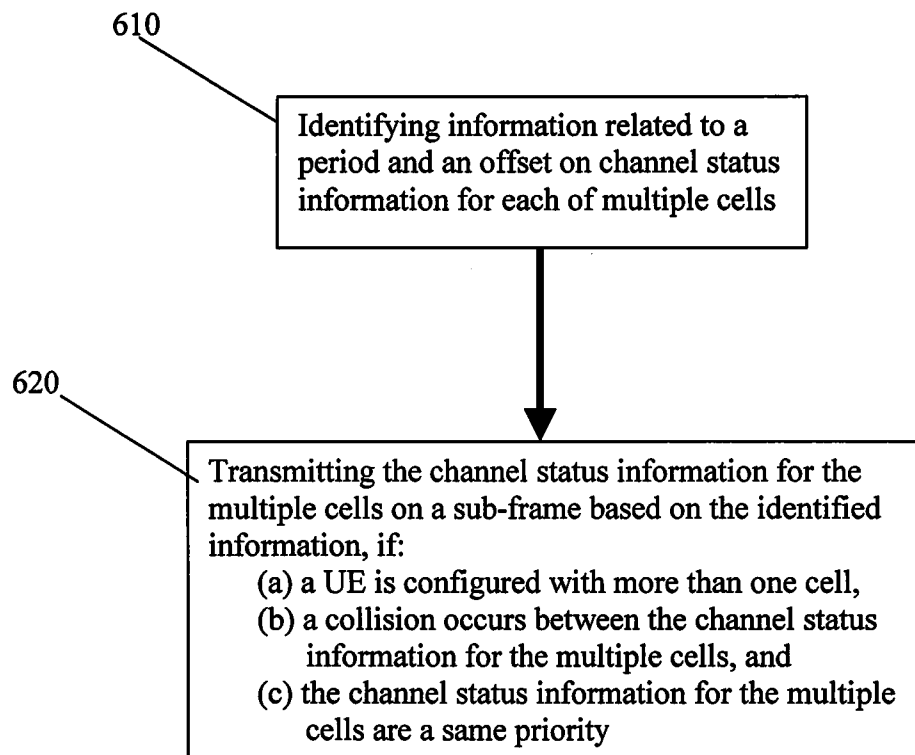 610
Identifying information related to a
period and an offset on channel status
information for each of multiple cells
620
Transmitting the channel status information for the
multiple cells on a sub-frame based on the identified
information, if:
(a) a UE is configured with more than one cell,
(b) a collision occurs between the channel status
information for the multiple cells, and
(c) the channel status information for the multiple
cells are a same priority